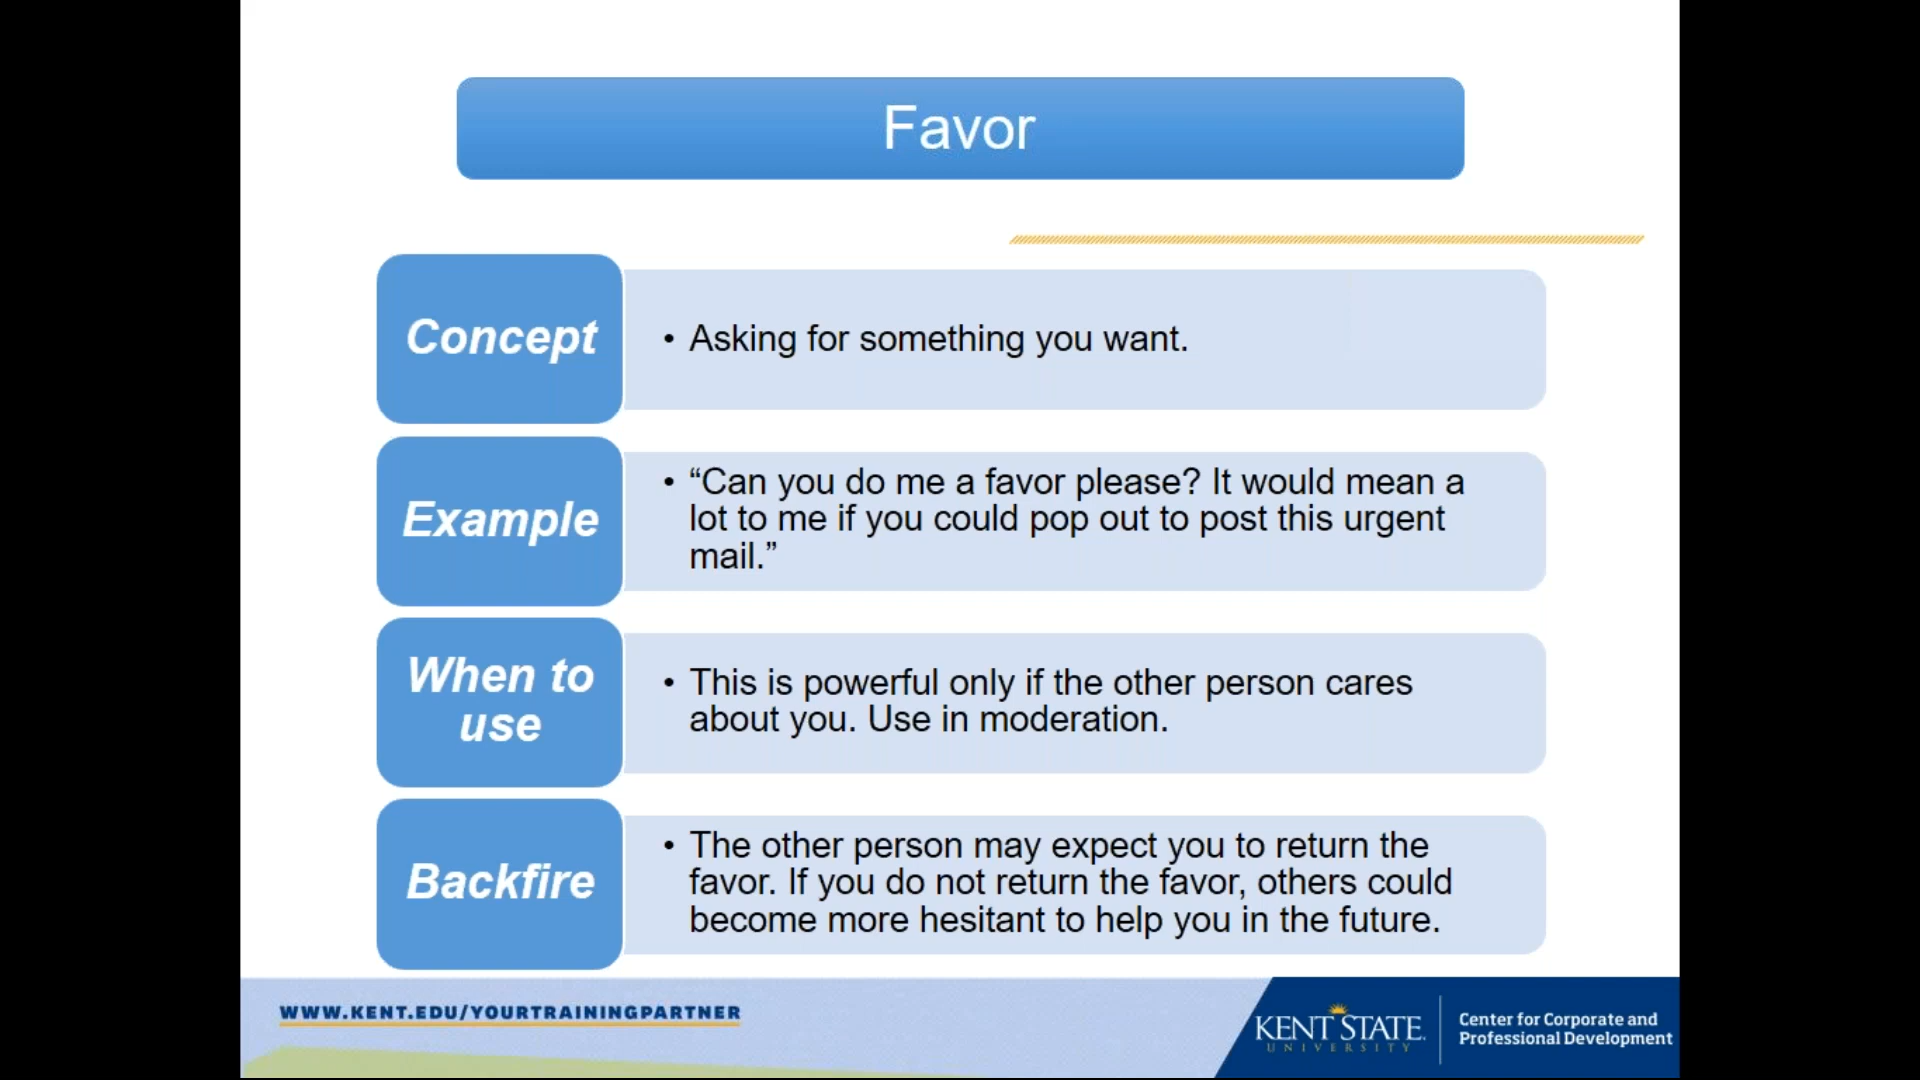 Favor
Concept
• Asking for something you want.
Example
• “Can you do me a favor please? It would mean a
lot to me if you could pop out to post this urgent
mail.”
When to
use
• This is powerful only if the other person cares
about you. Use in moderation.
Backfire
• The other person may expect you to return the
favor. If you do not return the favor, others could
become more hesitant to help you in the future.
WWW.KENT.EDU/YOURTRAININGPARTNER
KENT STATE
UNIVERSITY
Center for Corporate and
Professional Development